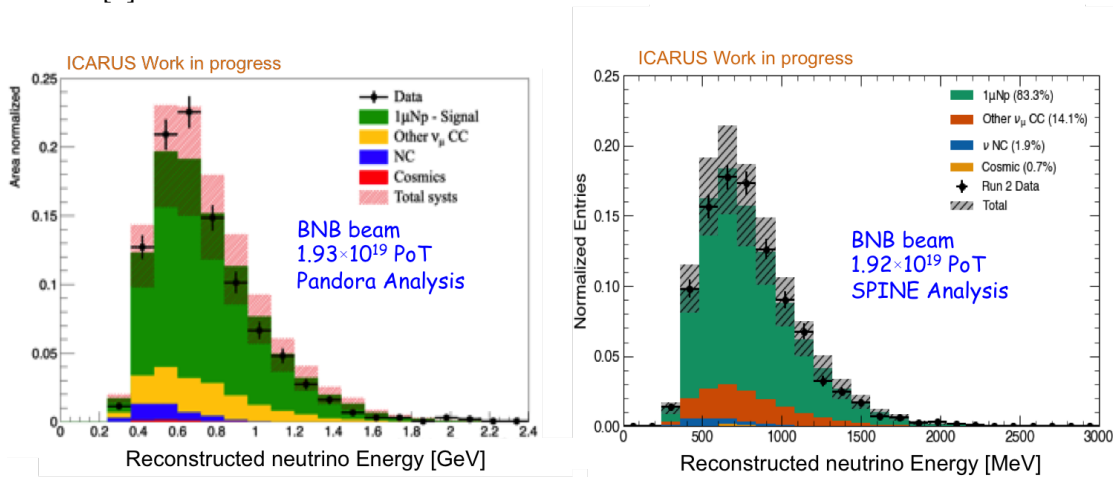 ICARUS Work in progress
Area normalized
0.25
0.2
0.15
0.1
0.05
0
0 0.2 0.4 0.6 0.8 1 1.2 1.4 1.6 1.8 2 2.2 2.4
Data
1μNp - Signal
Other νμ CC
NC
Cosmics
Total systs
BNB beam
1.93×10¹⁹ PoT
Pandora Analysis
Reconstructed neutrino Energy [GeV]
ICARUS Work in progress
Normalized Entries
0.25
0.20
0.15
0.10
0.05
0.00
0 500 1000 1500 2000 2500 3000
1μNp (83.3%)
Other νμ CC (14.1%)
ν NC (1.9%)
Cosmic (0.7%)
Run 2 Data
Total
BNB beam
1.92×10¹⁹ PoT
SPINE Analysis
Reconstructed neutrino Energy [MeV]